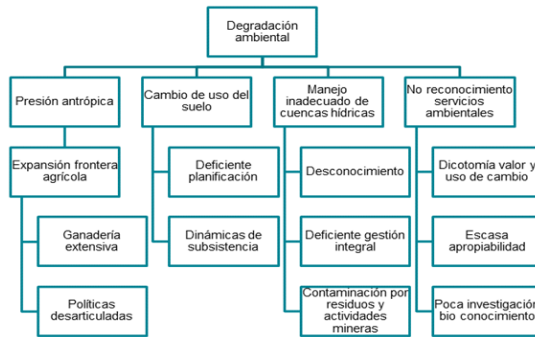 Degradación
ambiental
Presión antrópica
Cambio de uso del
suelo
Manejo
inadecuado de
cuencas hídricas
No reconocimiento
servicios
ambientales
Expansión frontera
agrícola
Deficiente
planificación
Desconocimiento
Dicotomía valor y
uso de cambio
Ganadería
extensiva
Dinámicas de
subsistencia
Deficiente gestión
integral
Escasa
apropiabilidad
Políticas
desarticuladas
Contaminación por
residuos y
actividades
mineras
Poca investigación
bio conocimiento